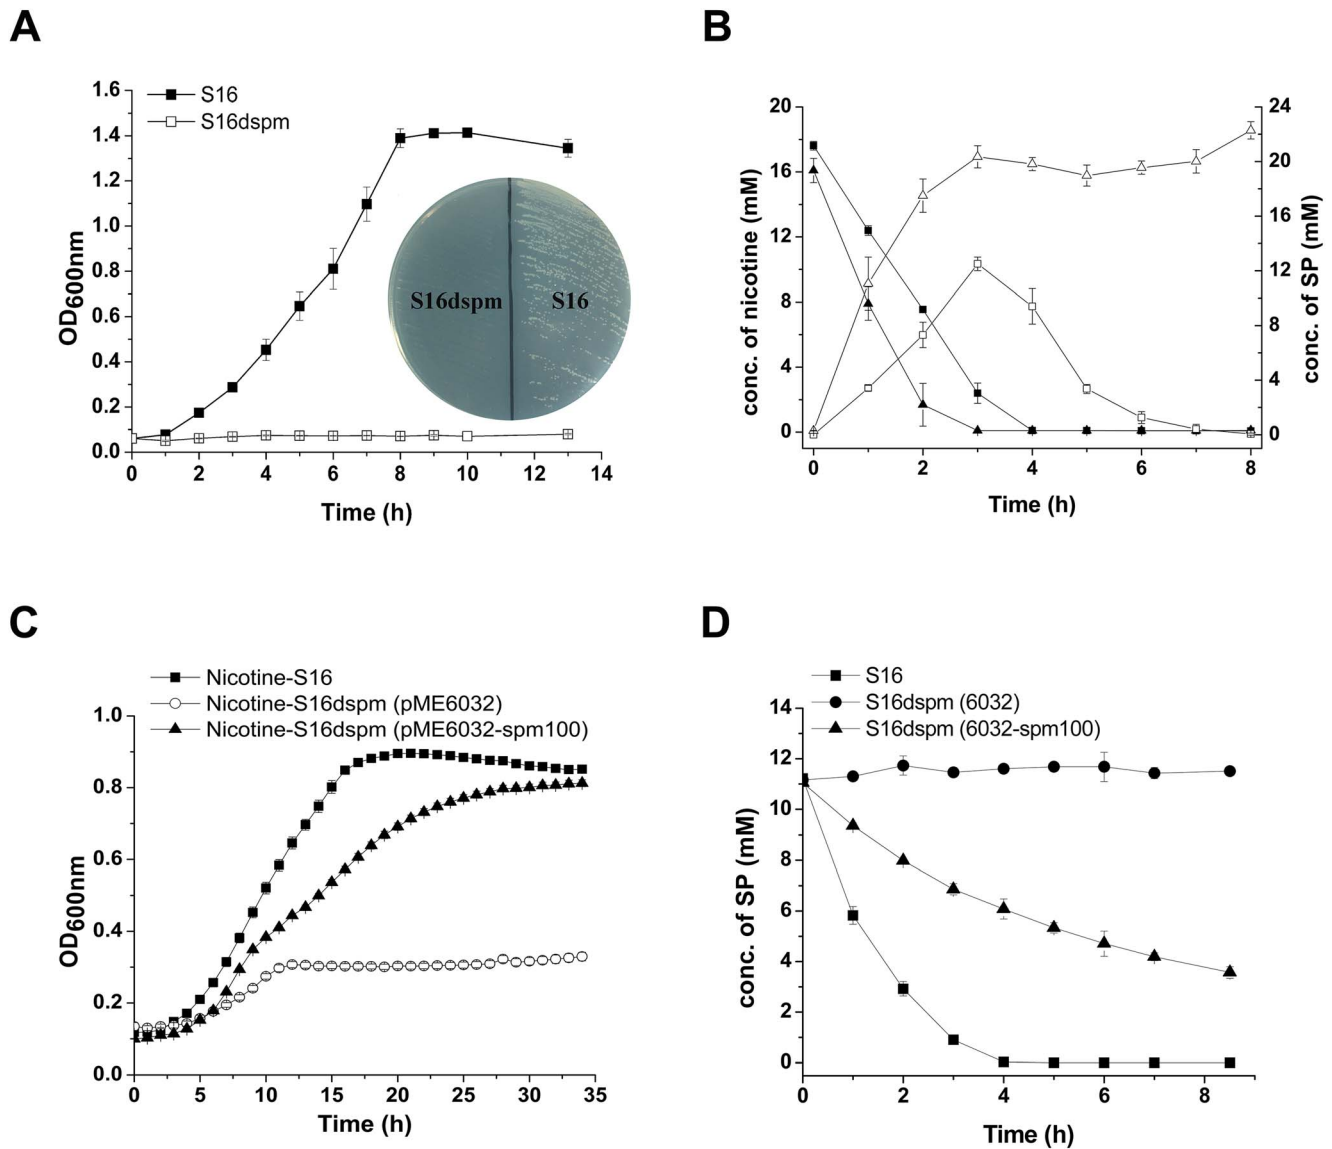 A
S16
S16dspm
1.6
1.4
1.2
1.0
0.8
0.6
0.4
0.2
0.0
OD600nm
S16dspm S16
0 2 4 6 8 10 12 14
Time (h)
B
20
16
12
8
4
0
conc. of nicotine (mM)
24
20
16
12
8
4
0
conc. of SP (mM)
0 2 4 6 8
Time (h)
C
Nicotine-S16
Nicotine-S16dspm (pME6032)
Nicotine-S16dspm (pME6032-spm100)
1.0
0.8
0.6
0.4
0.2
0.0
OD600nm
0 5 10 15 20 25 30 35
Time (h)
D
S16
S16dspm (6032)
S16dspm (6032-spm100)
14
12
10
8
6
4
2
0
conc. of SP (mM)
0 2 4 6 8
Time (h)